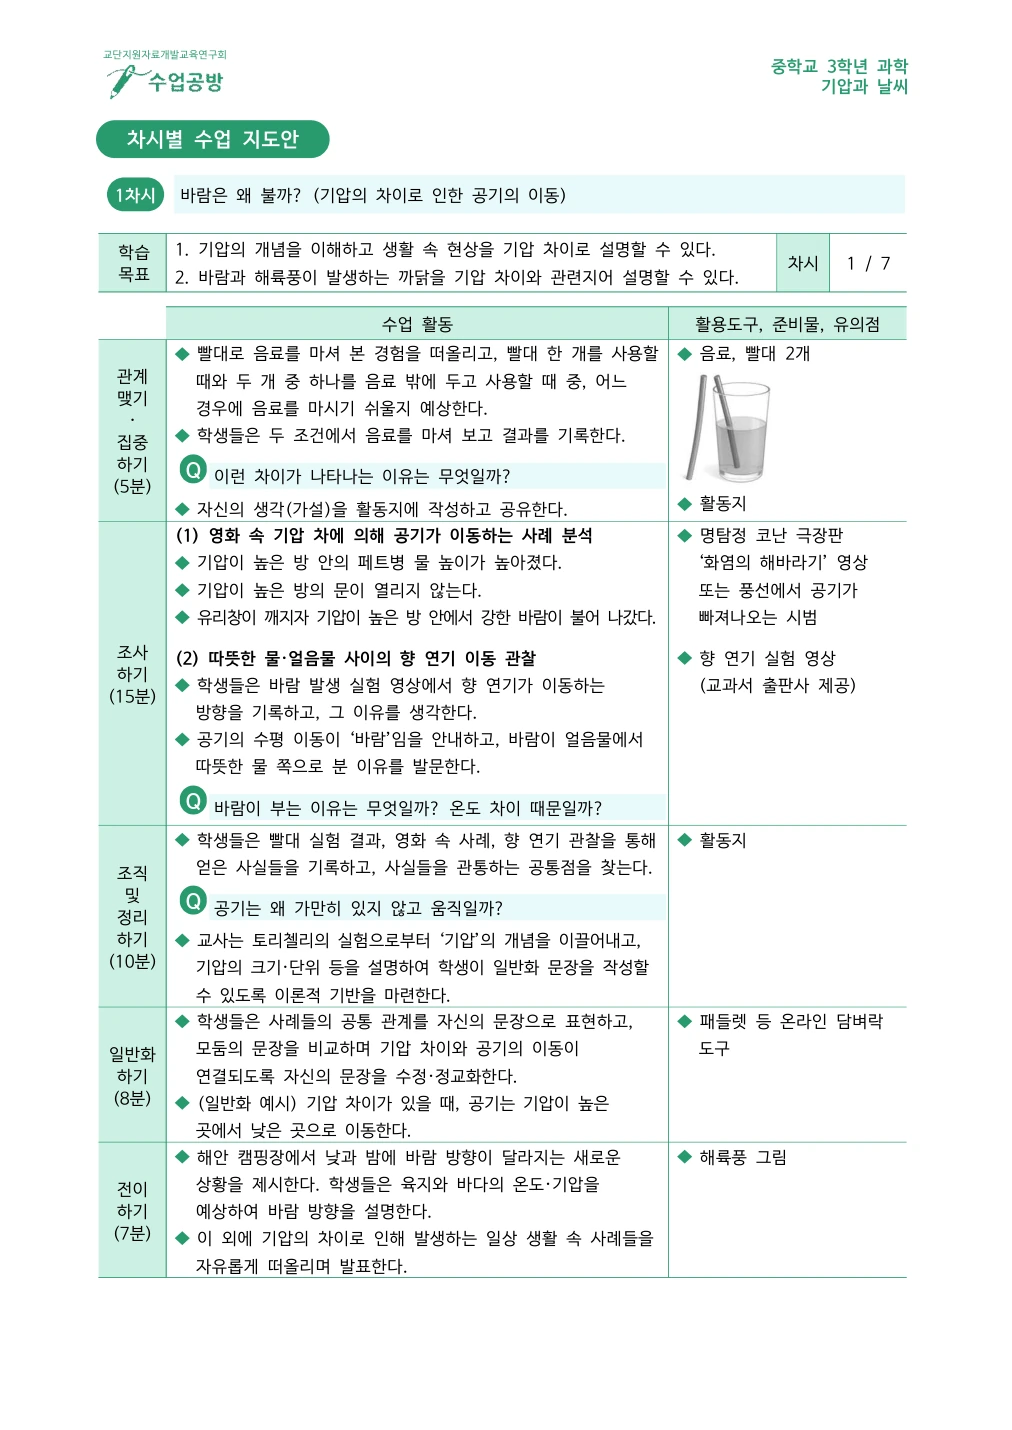 교단지원자료개발교육연구회
수업공방
중학교 3학년 과학
기압과 날씨
차시별 수업 지도안
1차시
바람은 왜 불까? (기압의 차이로 인한 공기의 이동)
학습
목표
1. 기압의 개념을 이해하고 생활 속 현상을 기압 차이로 설명할 수 있다.
2. 바람과 해륙풍이 발생하는 까닭을 기압 차이와 관련지어 설명할 수 있다.
차시
1 / 7
수업 활동
활용도구, 준비물, 유의점
관계
맺기
·
집중
하기
(5분)
◆ 빨대로 음료를 마셔 본 경험을 떠올리고, 빨대 한 개를 사용할
때와 두 개 중 하나를 음료 밖에 두고 사용할 때 중, 어느
경우에 음료를 마시기 쉬울지 예상한다.
◆ 학생들은 두 조건에서 음료를 마셔 보고 결과를 기록한다.
Q 이런 차이가 나타나는 이유는 무엇일까?
◆ 자신의 생각(가설)을 활동지에 작성하고 공유한다.
◆ 음료, 빨대 2개
◆ 활동지
조사
하기
(15분)
(1) 영화 속 기압 차에 의해 공기가 이동하는 사례 분석
◆ 기압이 높은 방 안의 페트병 물 높이가 높아졌다.
◆ 기압이 높은 방의 문이 열리지 않는다.
◆ 유리창이 깨지자 기압이 높은 방 안에서 강한 바람이 불어 나갔다.
(2) 따뜻한 물·얼음물 사이의 향 연기 이동 관찰
◆ 학생들은 바람 발생 실험 영상에서 향 연기가 이동하는
방향을 기록하고, 그 이유를 생각한다.
◆ 공기의 수평 이동이 ‘바람’임을 안내하고, 바람이 얼음물에서
따뜻한 물 쪽으로 분 이유를 발문한다.
Q 바람이 부는 이유는 무엇일까? 온도 차이 때문일까?
◆ 명탐정 코난 극장판
‘화염의 해바라기’ 영상
또는 풍선에서 공기가
빠져나오는 시범
◆ 향 연기 실험 영상
(교과서 출판사 제공)
조직
및
정리
하기
(10분)
◆ 학생들은 빨대 실험 결과, 영화 속 사례, 향 연기 관찰을 통해
얻은 사실들을 기록하고, 사실들을 관통하는 공통점을 찾는다.
Q 공기는 왜 가만히 있지 않고 움직일까?
◆ 교사는 토리첼리의 실험으로부터 ‘기압’의 개념을 이끌어내고,
기압의 크기·단위 등을 설명하여 학생이 일반화 문장을 작성할
수 있도록 이론적 기반을 마련한다.
◆ 활동지
일반화
하기
(8분)
◆ 학생들은 사례들의 공통 관계를 자신의 문장으로 표현하고,
모둠의 문장을 비교하며 기압 차이와 공기의 이동이
연결되도록 자신의 문장을 수정·정교화한다.
◆ (일반화 예시) 기압 차이가 있을 때, 공기는 기압이 높은
곳에서 낮은 곳으로 이동한다.
◆ 패들렛 등 온라인 담벼락
도구
전이
하기
(7분)
◆ 해안 캠핑장에서 낮과 밤에 바람 방향이 달라지는 새로운
상황을 제시한다. 학생들은 육지와 바다의 온도·기압을
예상하여 바람 방향을 설명한다.
◆ 이 외에 기압의 차이로 인해 발생하는 일상 생활 속 사례들을
자유롭게 떠올리며 발표한다.
◆ 해륙풍 그림